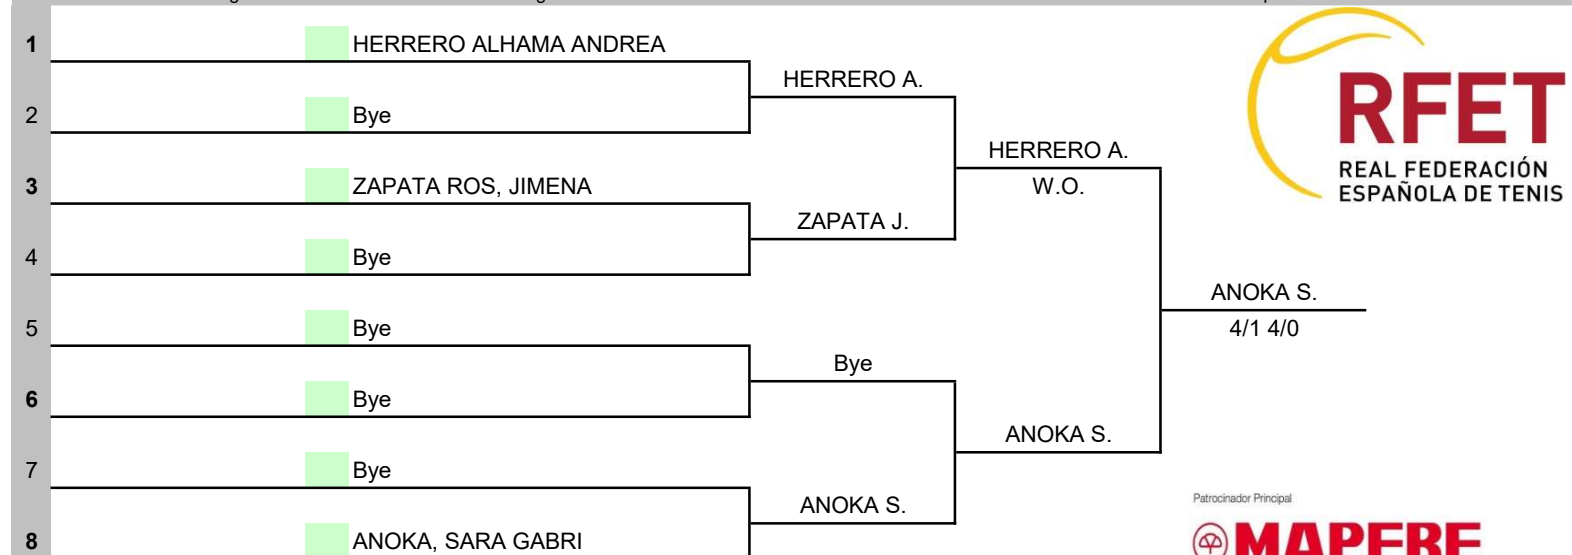 1 HERRERO ALHAMA ANDREA
HERRERO A.
2 Bye
HERRERO A.
3 ZAPATA ROS, JIMENA
W.O.
ZAPATA J.
4 Bye
ANOKA S.
5 Bye
4/1 4/0
Bye
6 Bye
ANOKA S.
7 Bye
ANOKA S.
8 ANOKA, SARA GABRI
RFET
REAL FEDERACIÓN
ESPAÑOLA DE TENIS
Patrocinador Principal
MAPFRE